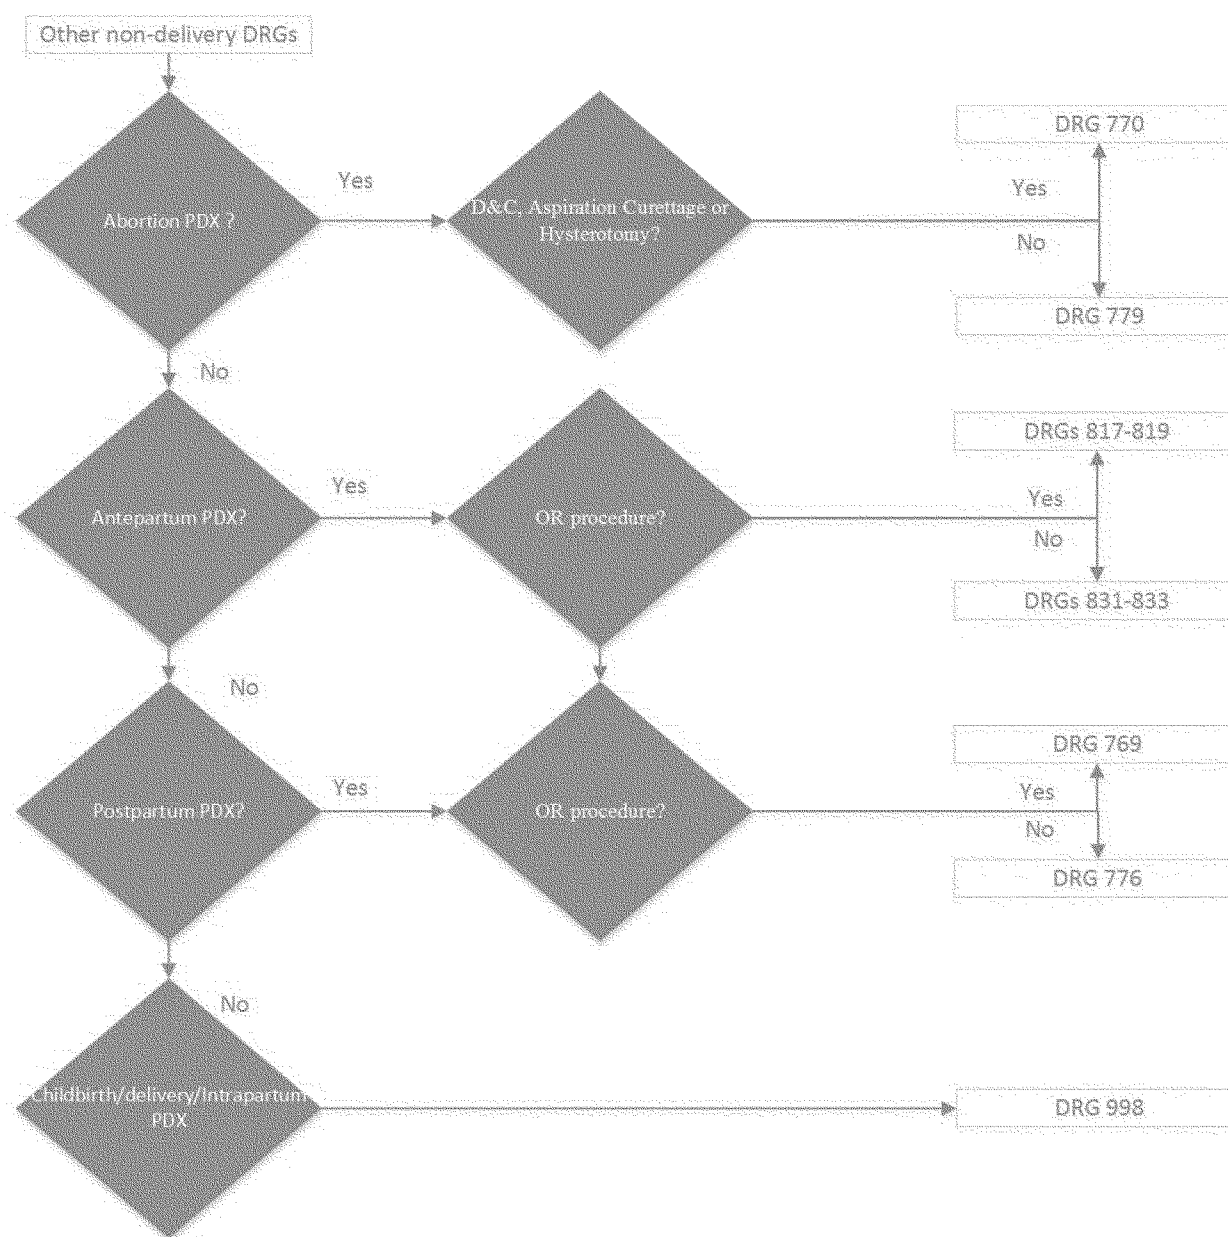 Other non-delivery DRGs
Abortion PDX ?
Yes
D&C, Aspiration Curettage or
Hysterotomy?
Yes
No
DRG 770
DRG 779
No
Antepartum PDX?
Yes
OR procedure?
Yes
No
DRGs 817-819
DRGs 831-833
No
Postpartum PDX?
Yes
OR procedure?
Yes
No
DRG 769
DRG 776
No
Childbirth/delivery/Intrapartum
PDX
DRG 998